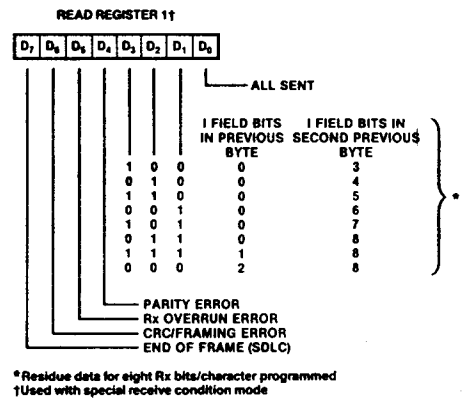 READ REGISTER 1†
D7 D6 D5 D4 D3 D2 D1 D0
ALL SENT
I FIELD BITS I FIELD BITS IN
IN PREVIOUS SECOND PREVIOUS
BYTE BYTE
1 0 0 0 3
0 1 0 0 4
1 1 0 0 5
0 0 1 0 6
1 0 1 0 7
0 1 1 0 8
1 1 1 1 8
0 0 0 2 8
*
PARITY ERROR
Rx OVERRUN ERROR
CRC/FRAMING ERROR
END OF FRAME (SDLC)
*Residue data for eight Rx bits/character programmed
†Used with special receive condition mode